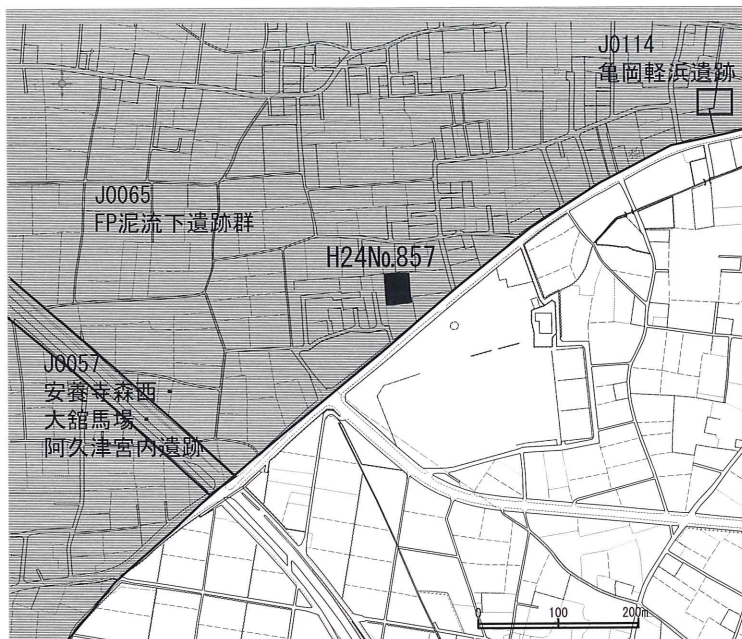 J0114
亀岡軽浜遺跡
J0065
FP泥流下遺跡群
H24No.857
J0057
安養寺森西・
大舘馬場・
阿久津宮内遺跡
0 100 200m